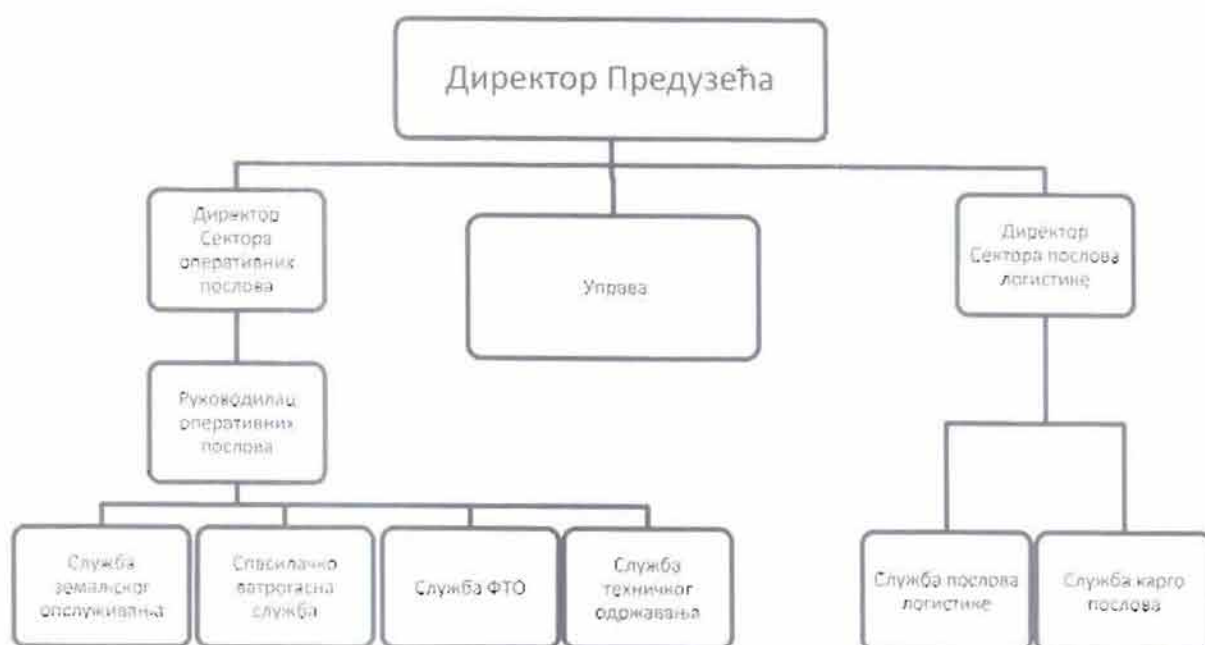 Директор Предузећа
Директор
Сектора
оперативних
послова
Управа
Директор
Сектора послова
логистике
Руководилац
оперативних
послова
Служба
земаљског
опслуживања
Спасилачко
ватрогасна
служба
Служба ФТО
Служба
техничког
одржавања
Служба послова
логистике
Служба карго
послова